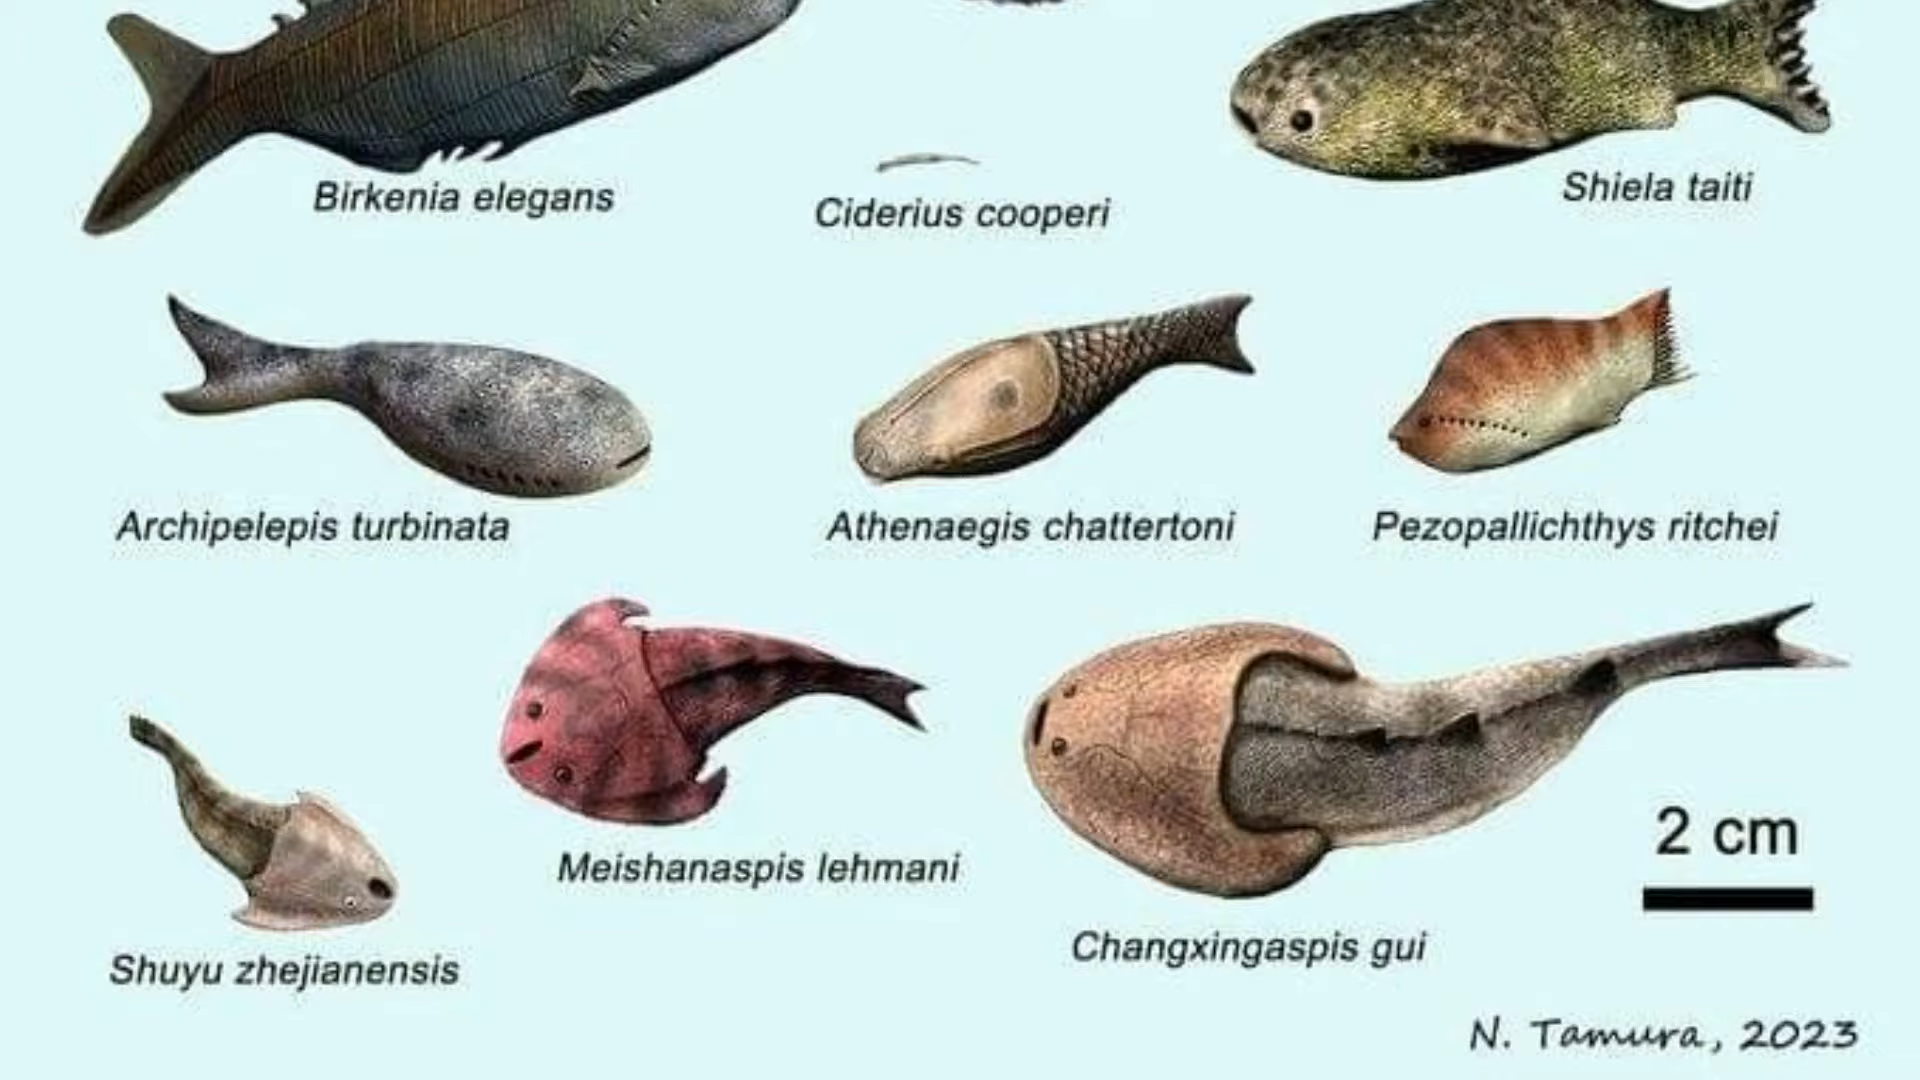 Birkenia elegans
Ciderius cooperi
Shiela taiti
Archipelepis turbinata
Athenaegis chattertoni
Pezopallichthys ritchei
Meishanaspis lehmani
2 cm
Shuyu zhejianensis
Changxingaspis gui
N. Tamura, 2023